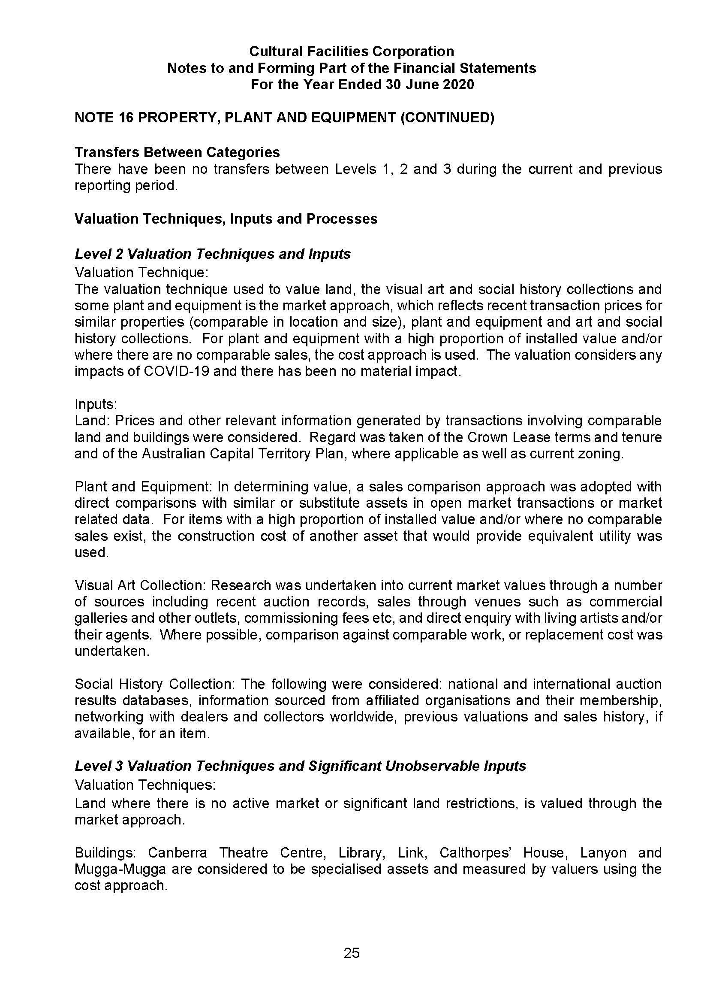 Cultural Facilities Corporation
Notes to and Forming Part of the Financial Statements
For the Year Ended 30 June 2020
NOTE 16 PROPERTY, PLANT AND EQUIPMENT (CONTINUED)
Transfers Between Categories
There have been no transfers between Levels 1, 2 and 3 during the current and previous
reporting period.
Valuation Techniques, Inputs and Processes
Level 2 Valuation Techniques and Inputs
Valuation Technique:
The valuation technique used to value land, the visual art and social history collections and
some plant and equipment is the market approach, which reflects recent transaction prices for
similar properties (comparable in location and size), plant and equipment and art and social
history collections.  For plant and equipment with a high proportion of installed value and/or
where there are no comparable sales, the cost approach is used.  The valuation considers any
impacts of COVID-19 and there has been no material impact.
Inputs:
Land: Prices and other relevant information generated by transactions involving comparable
land and buildings were considered.  Regard was taken of the Crown Lease terms and tenure
and of the Australian Capital Territory Plan, where applicable as well as current zoning.
Plant and Equipment: In determining value, a sales comparison approach was adopted with
direct comparisons with similar or substitute assets in open market transactions or market
related data.  For items with a high proportion of installed value and/or where no comparable
sales exist, the construction cost of another asset that would provide equivalent utility was
used.
Visual Art Collection: Research was undertaken into current market values through a number
of sources including recent auction records, sales through venues such as commercial
galleries and other outlets, commissioning fees etc, and direct enquiry with living artists and/or
their agents.  Where possible, comparison against comparable work, or replacement cost was
undertaken.
Social History Collection: The following were considered: national and international auction
results databases, information sourced from affiliated organisations and their membership,
networking with dealers and collectors worldwide, previous valuations and sales history, if
available, for an item.
Level 3 Valuation Techniques and Significant Unobservable Inputs
Valuation Techniques:
Land where there is no active market or significant land restrictions, is valued through the
market approach.
Buildings: Canberra Theatre Centre, Library, Link, Calthorpes’ House, Lanyon and
Mugga-Mugga are considered to be specialised assets and measured by valuers using the
cost approach.
25